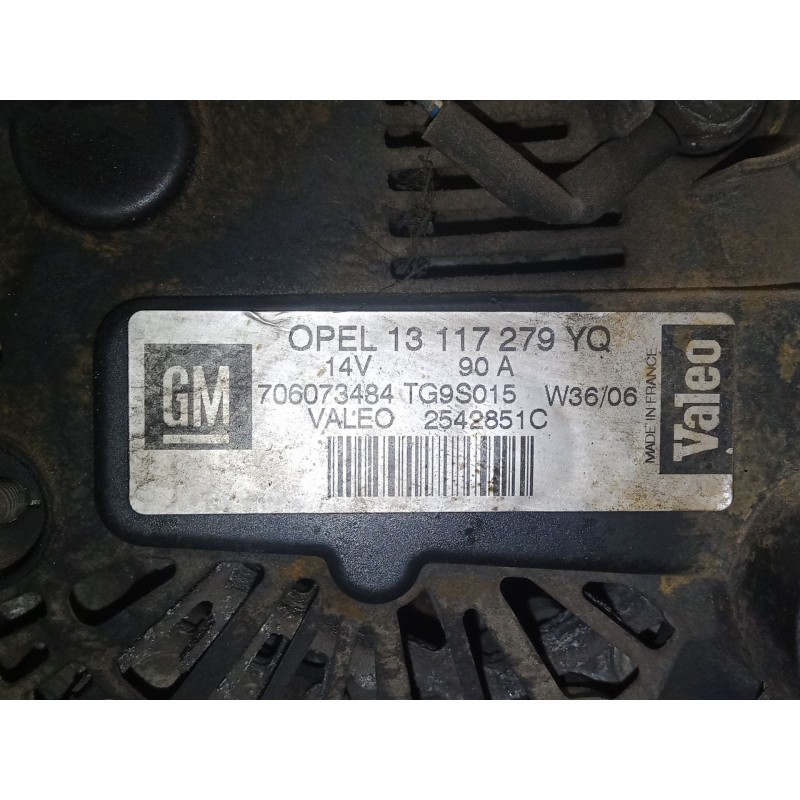 GM
OPEL 13 117 279 YQ
14V 90 A
706073484 TG9S015 W36/06
VALEO 2542851C
MADE IN FRANCE
Valeo